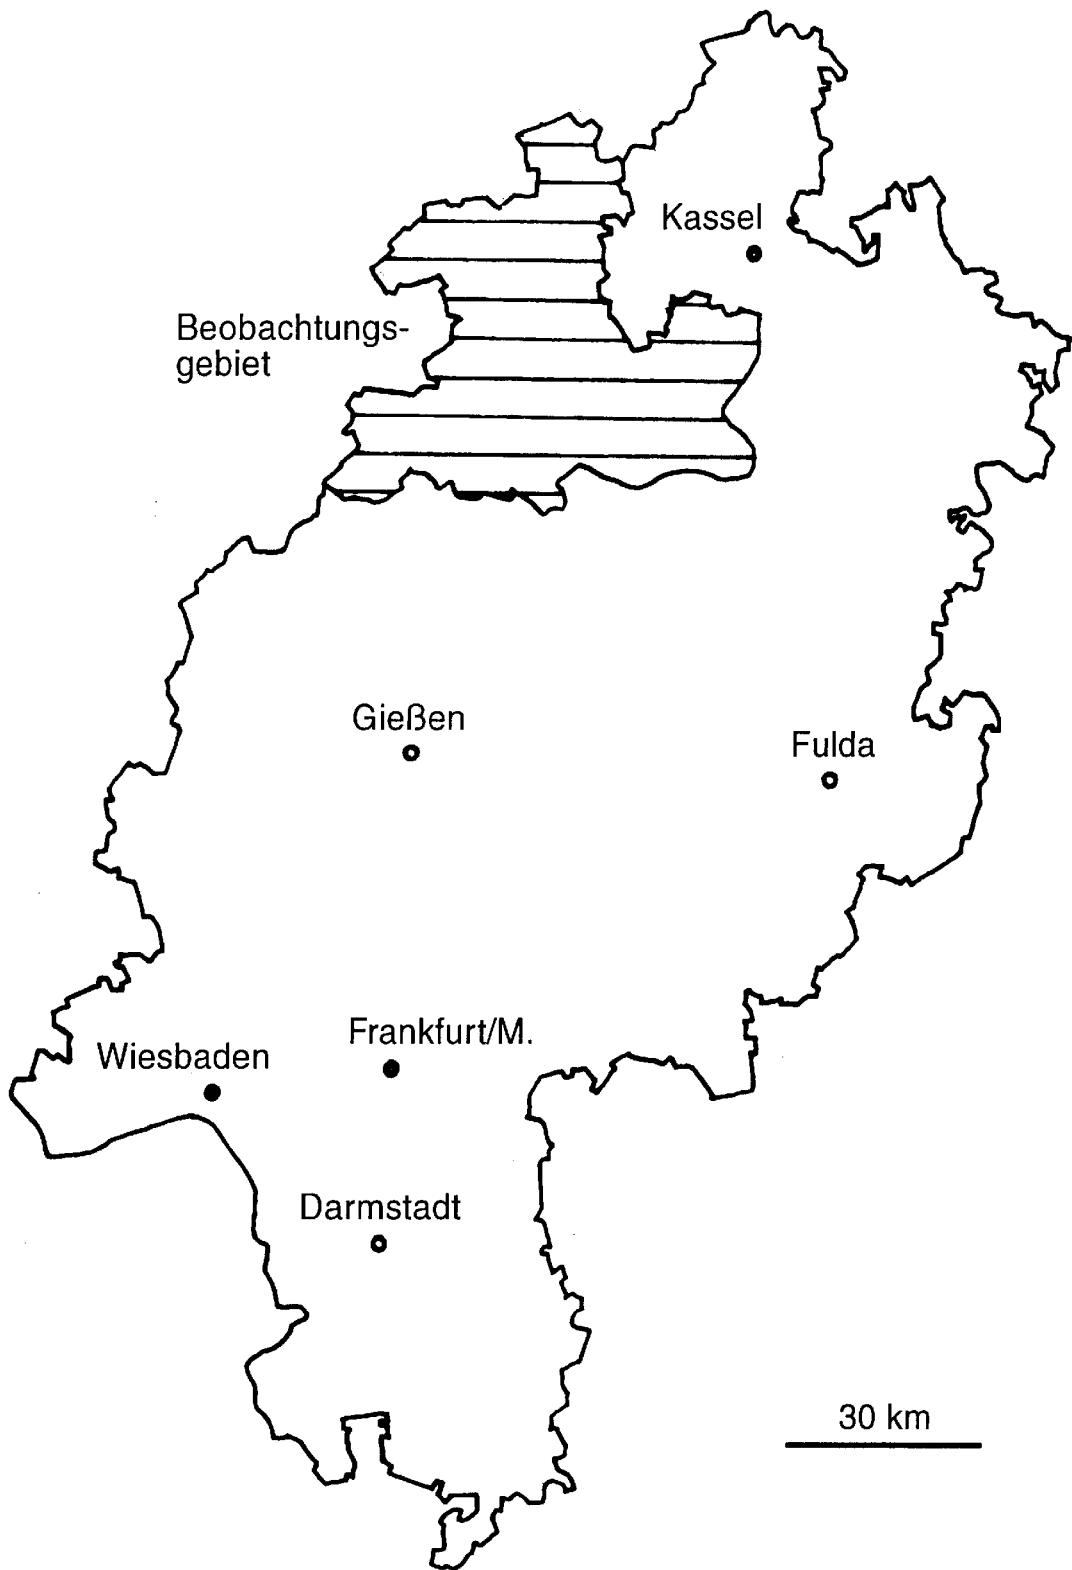 Kassel
Beobachtungs-
gebiet
Gießen
Fulda
Frankfurt/M.
Wiesbaden
Darmstadt
30 km